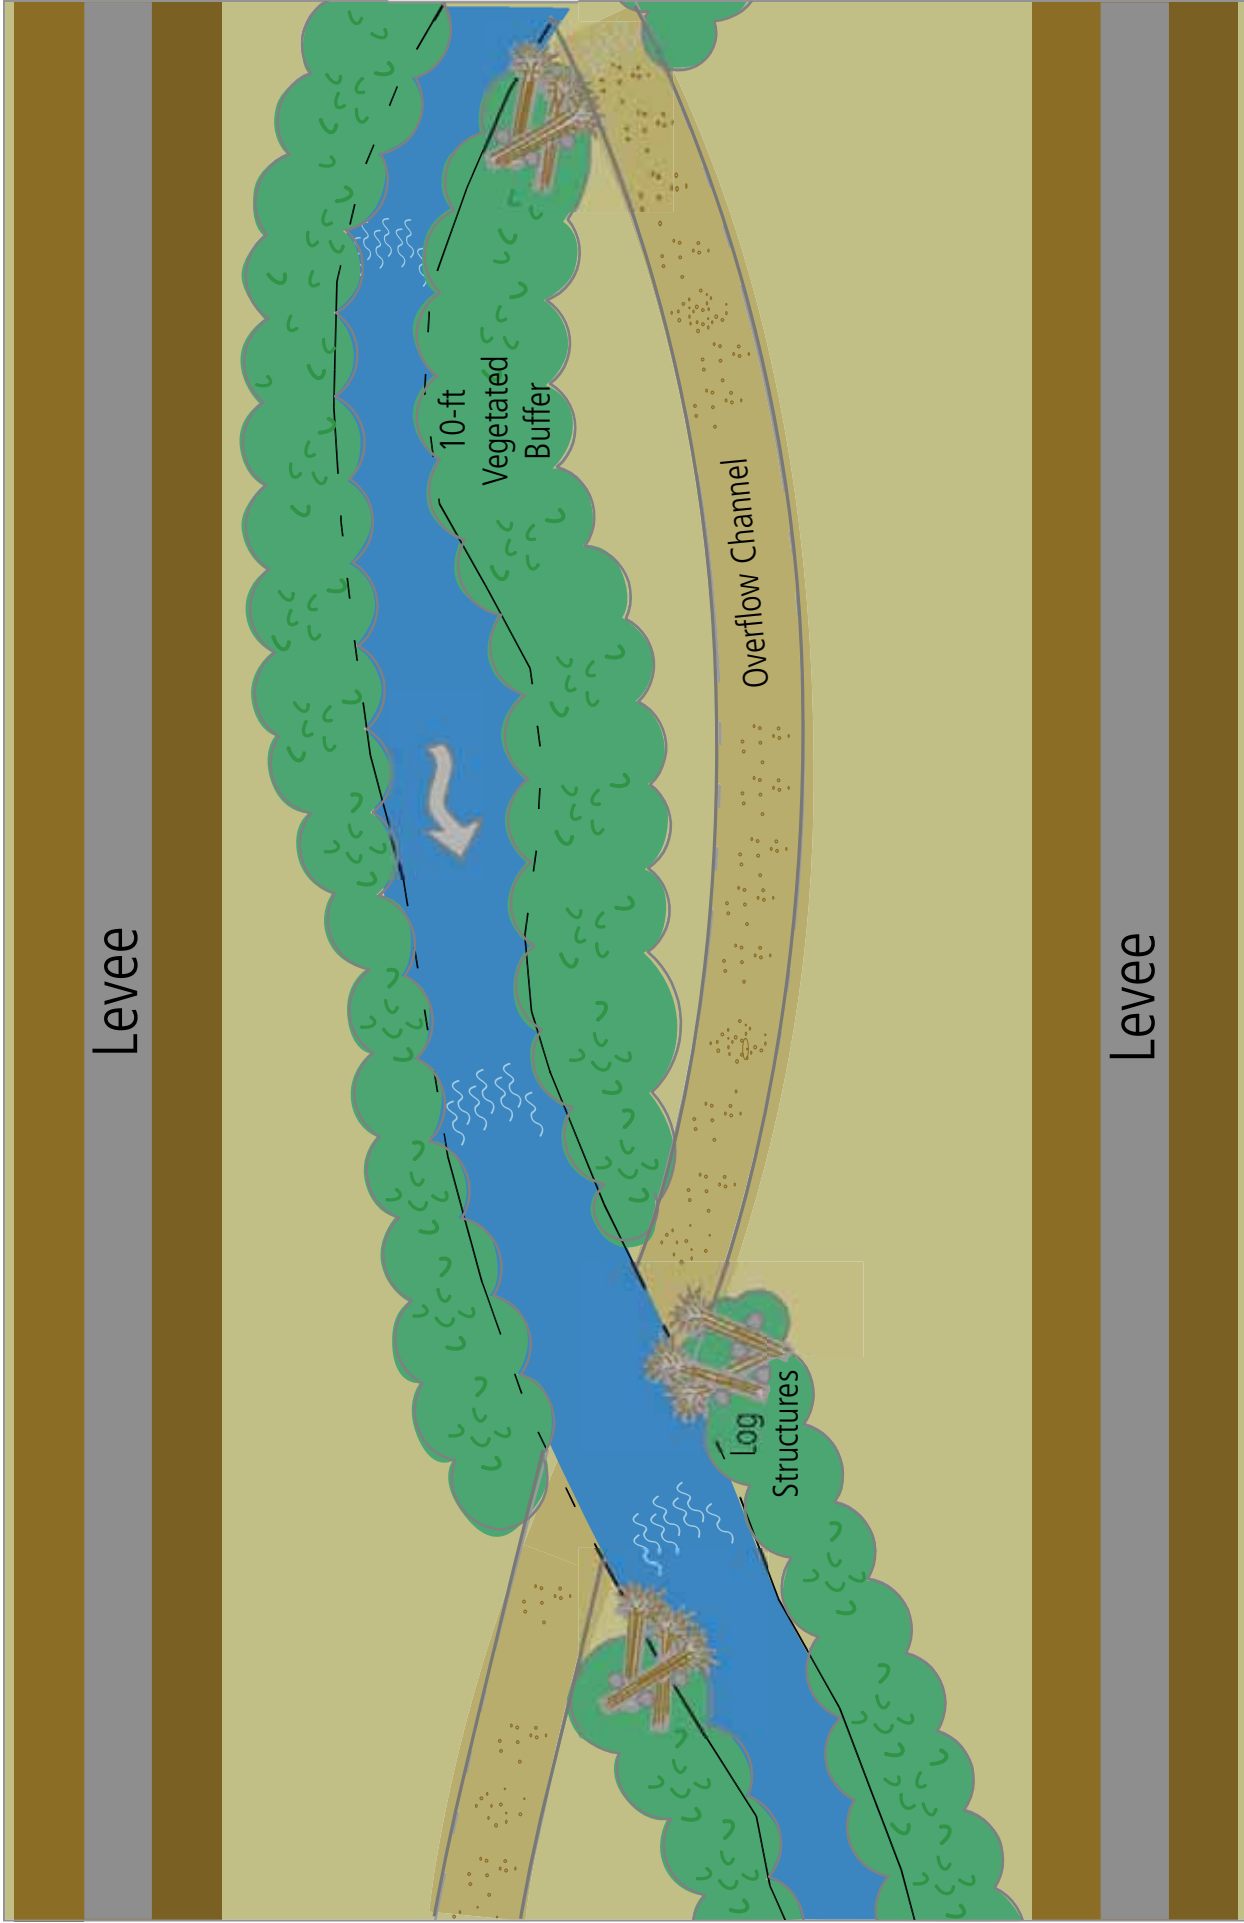 Levee
10-ft
Vegetated
Buffer
Overflow Channel
Levee
Log
Structures